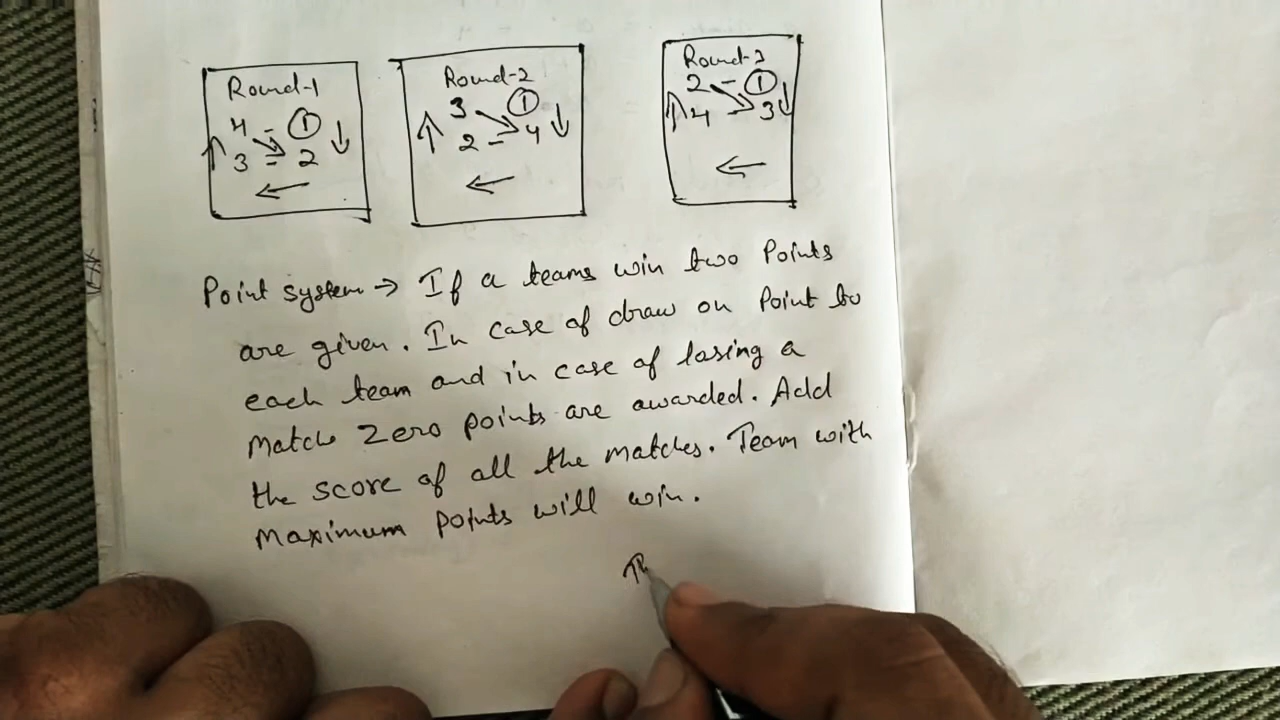 Round-1
4 - 1
3 = 2
Round-2
3 1
2 - 4
Round-3
2 - 1
4 - 3
Point system → If a teams win two Points
are given. In case of draw on Point to
each team and in case of losing a
Match Zero points are awarded. Add
the score of all the matches. Team with
Maximum Points will win.
Th